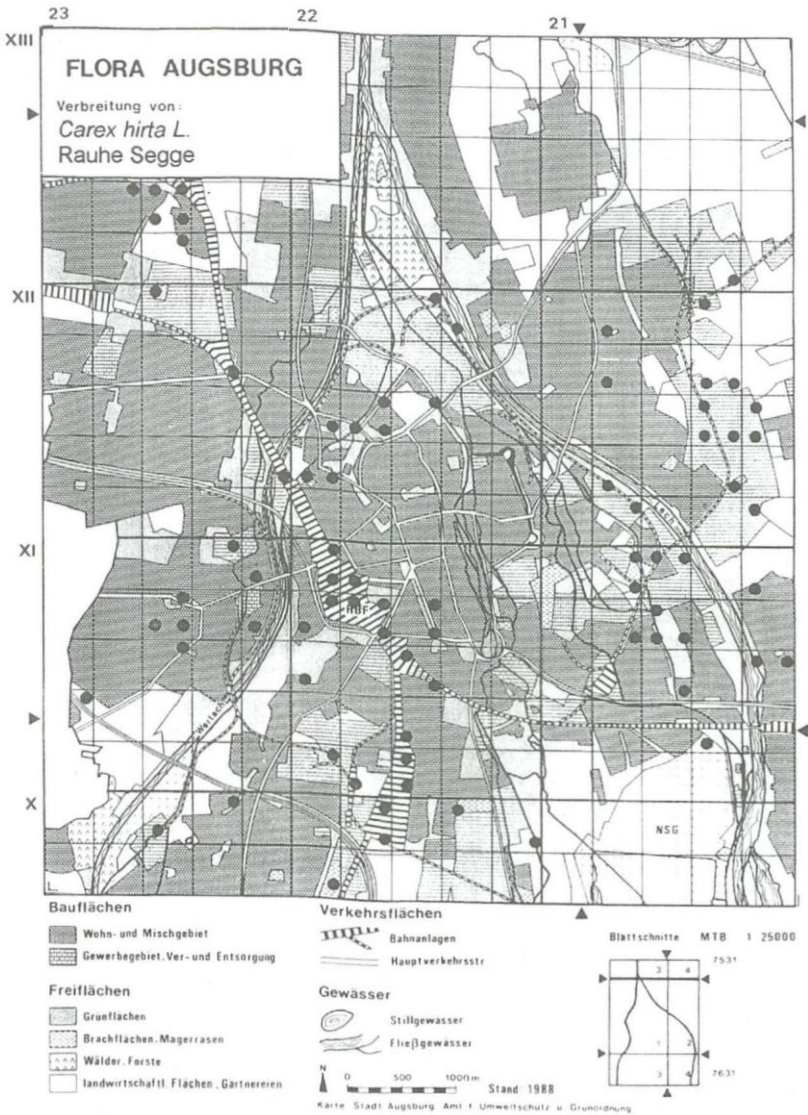 23 22 21
XIII
FLORA AUGSBURG
Verbreitung von:
Carex hirta L.
Rauhe Segge
XII
XI
HBF
Lech
Wertach
X
NSG
Bauflächen
Wohn- und Mischgebiet
Gewerbegebiet, Ver- und Entsorgung
Freiflächen
Grünflächen
Brachflächen, Magerrasen
Wälder, Forste
landwirtschaftl. Flächen, Gärtnereien
Verkehrsflächen
Bahnanlagen
Hauptverkehrsstr
Gewässer
Stillgewässer
Fließgewässer
N 0 500 1000m Stand: 1988
Karte Stadt Augsburg Amt f Umweltschutz u Grünordnung
Blattschnitte MTB 1 25000
3 4 7531
1 2
3 4 7631